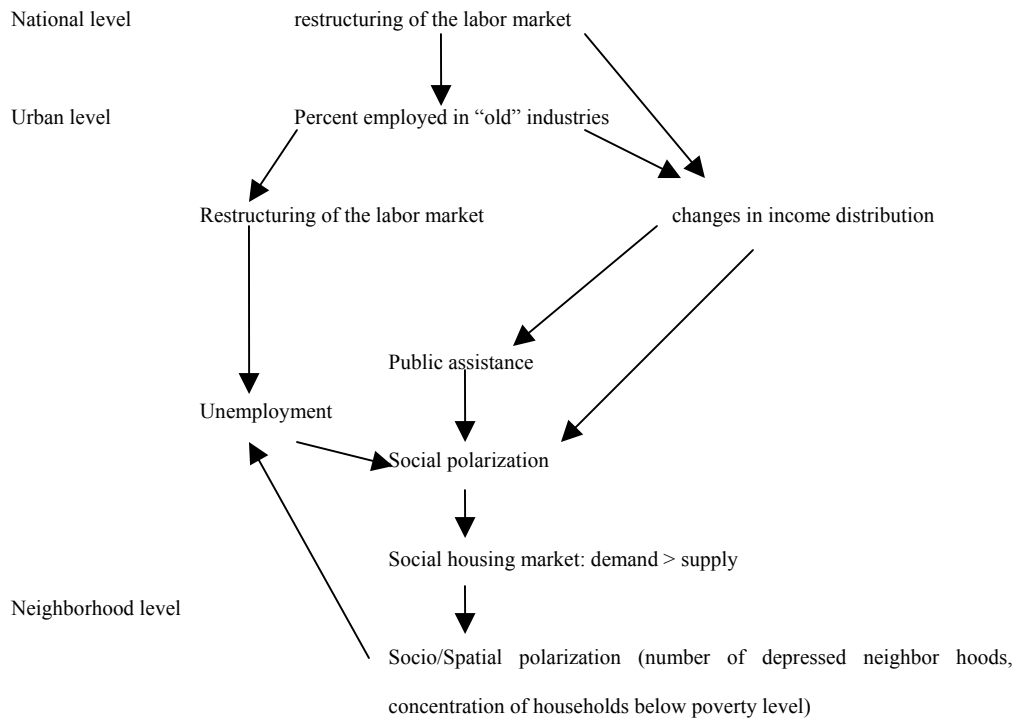 National level restructuring of the labor market
Urban level Percent employed in “old” industries
Restructuring of the labor market changes in income distribution
Public assistance
Unemployment
Social polarization
Social housing market: demand > supply
Neighborhood level
Socio/Spatial polarization (number of depressed neighbor hoods,
concentration of households below poverty level)